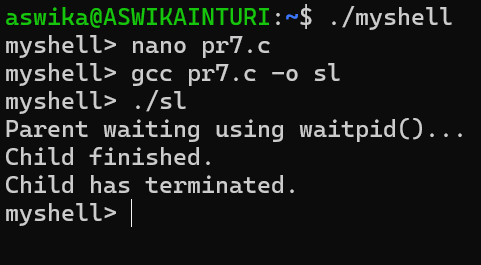 aswika@ASWIKAINTURI:~$ ./myshell
myshell> nano pr7.c
myshell> gcc pr7.c -o sl
myshell> ./sl
Parent waiting using waitpid()...
Child finished.
Child has terminated.
myshell>